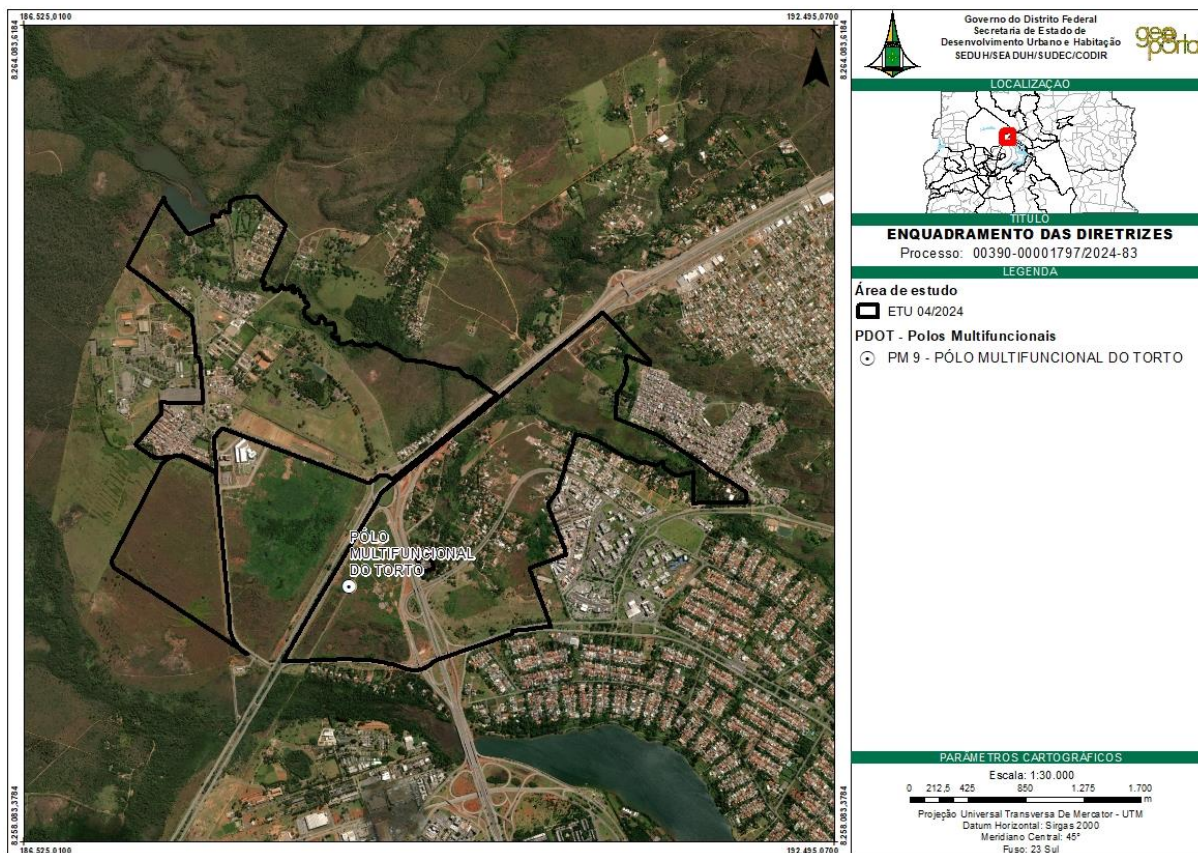 186.525,0100
192.495,0700
8.264.083,6184
8.264.083,6184
PÓLO
MULTIFUNCIONAL
DO TORTO
8.258.083,3784
8.258.083,3784
186.525,0100
192.495,0700
Governo do Distrito Federal
Secretaria de Estado de
Desenvolvimento Urbano e Habitação
SEDUH/SEADUH/SUDEC/CODIR
geoportal
LOCALIZAÇÃO
TÍTULO
ENQUADRAMENTO DAS DIRETRIZES
Processo: 00390-00001797/2024-83
LEGENDA
Área de estudo
ETU 04/2024
PDOT - Polos Multifuncionais
PM 9 - PÓLO MULTIFUNCIONAL DO TORTO
PARÂMETROS CARTOGRÁFICOS
Escala: 1:30.000
0 212,5 425 850 1.275 1.700
m
Projeção Universal Transversa De Mercator - UTM
Datum Horizontal: Sirgas 2000
Meridiano Central: 45º
Fuso: 23 Sul